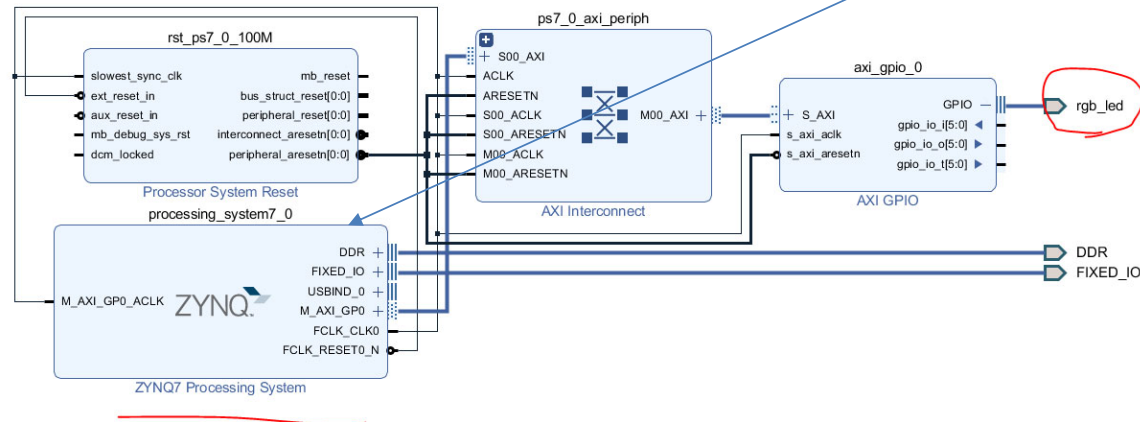 rst_ps7_0_100M
slowest_sync_clk
ext_reset_in
aux_reset_in
mb_debug_sys_rst
dcm_locked
mb_reset
bus_struct_reset[0:0]
peripheral_reset[0:0]
interconnect_aresetn[0:0]
peripheral_aresetn[0:0]
Processor System Reset
ps7_0_axi_periph
S00_AXI
ACLK
ARESETN
S00_ACLK
S00_ARESETN
M00_ACLK
M00_ARESETN
M00_AXI
AXI Interconnect
axi_gpio_0
S_AXI
s_axi_aclk
s_axi_aresetn
GPIO
gpio_io_i[5:0]
gpio_io_o[5:0]
gpio_io_t[5:0]
AXI GPIO
rgb_led
processing_system7_0
M_AXI_GP0_ACLK
ZYNQ
DDR
FIXED_IO
USBIND_0
M_AXI_GP0
FCLK_CLK0
FCLK_RESET0_N
ZYNQ7 Processing System
DDR
FIXED_IO